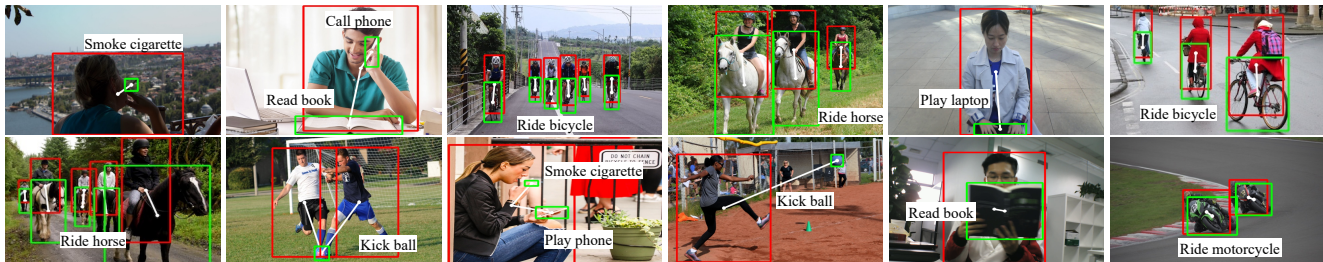 Smoke cigarette
Call phone
Read book
Ride bicycle
Ride horse
Play laptop
Ride bicycle
Ride horse
Kick ball
DO NOT CHAIN
Smoke cigarette
Play phone
Kick ball
Read book
Ride motorcycle